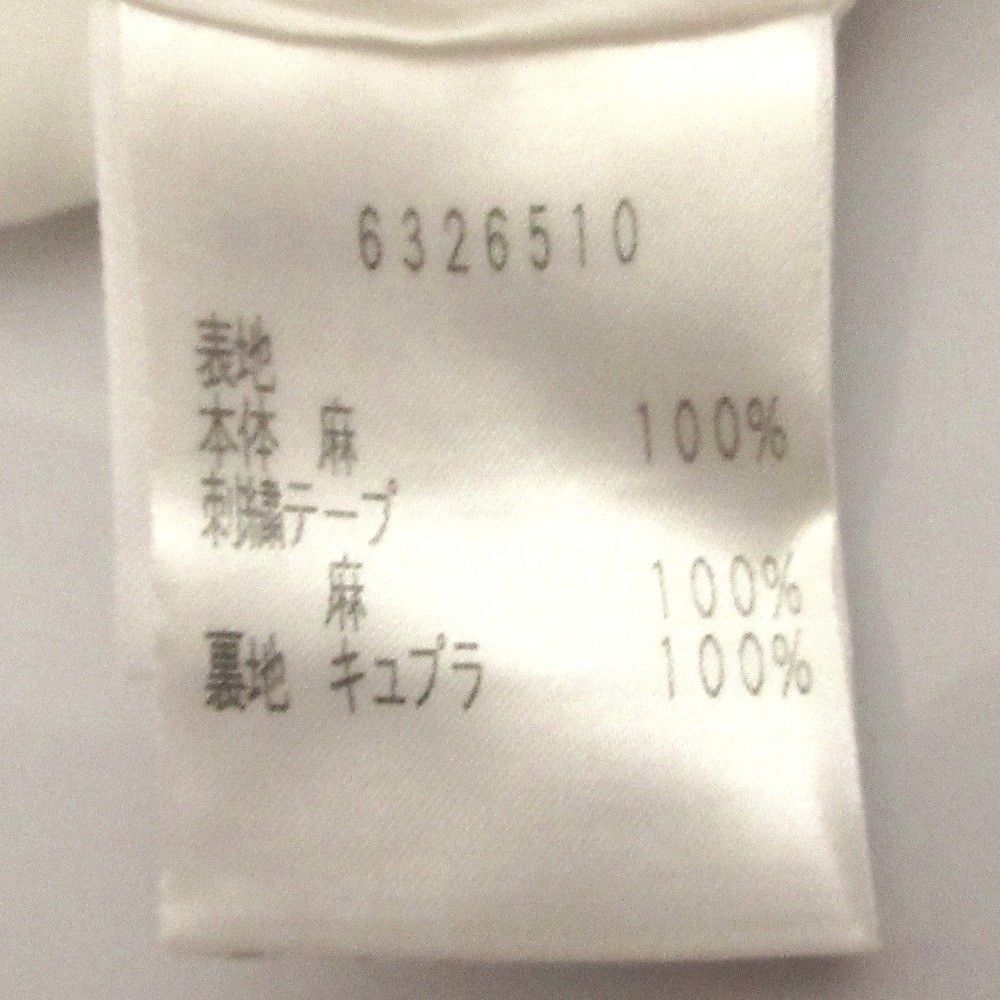 6326510
表地
本体 麻 100%
刺繍テープ
麻 100%
裏地 キュプラ 100%